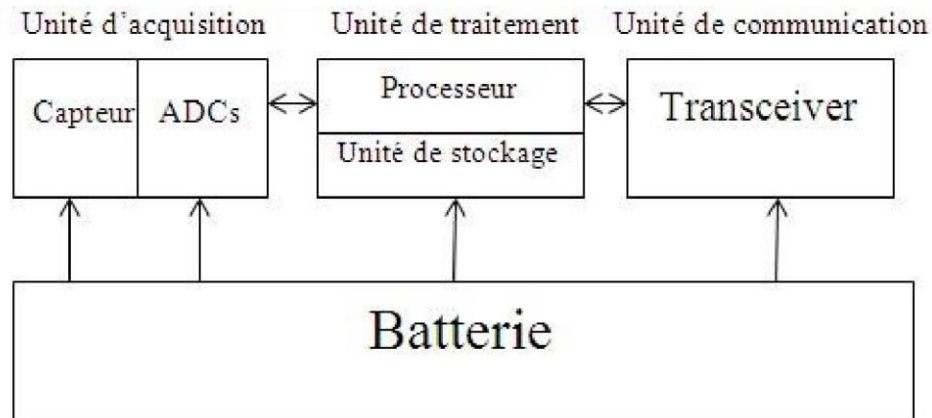 Unité d'acquisition
Unité de traitement
Unité de communication
Capteur
ADCs
Processeur
Unité de stockage
Transceiver
Batterie